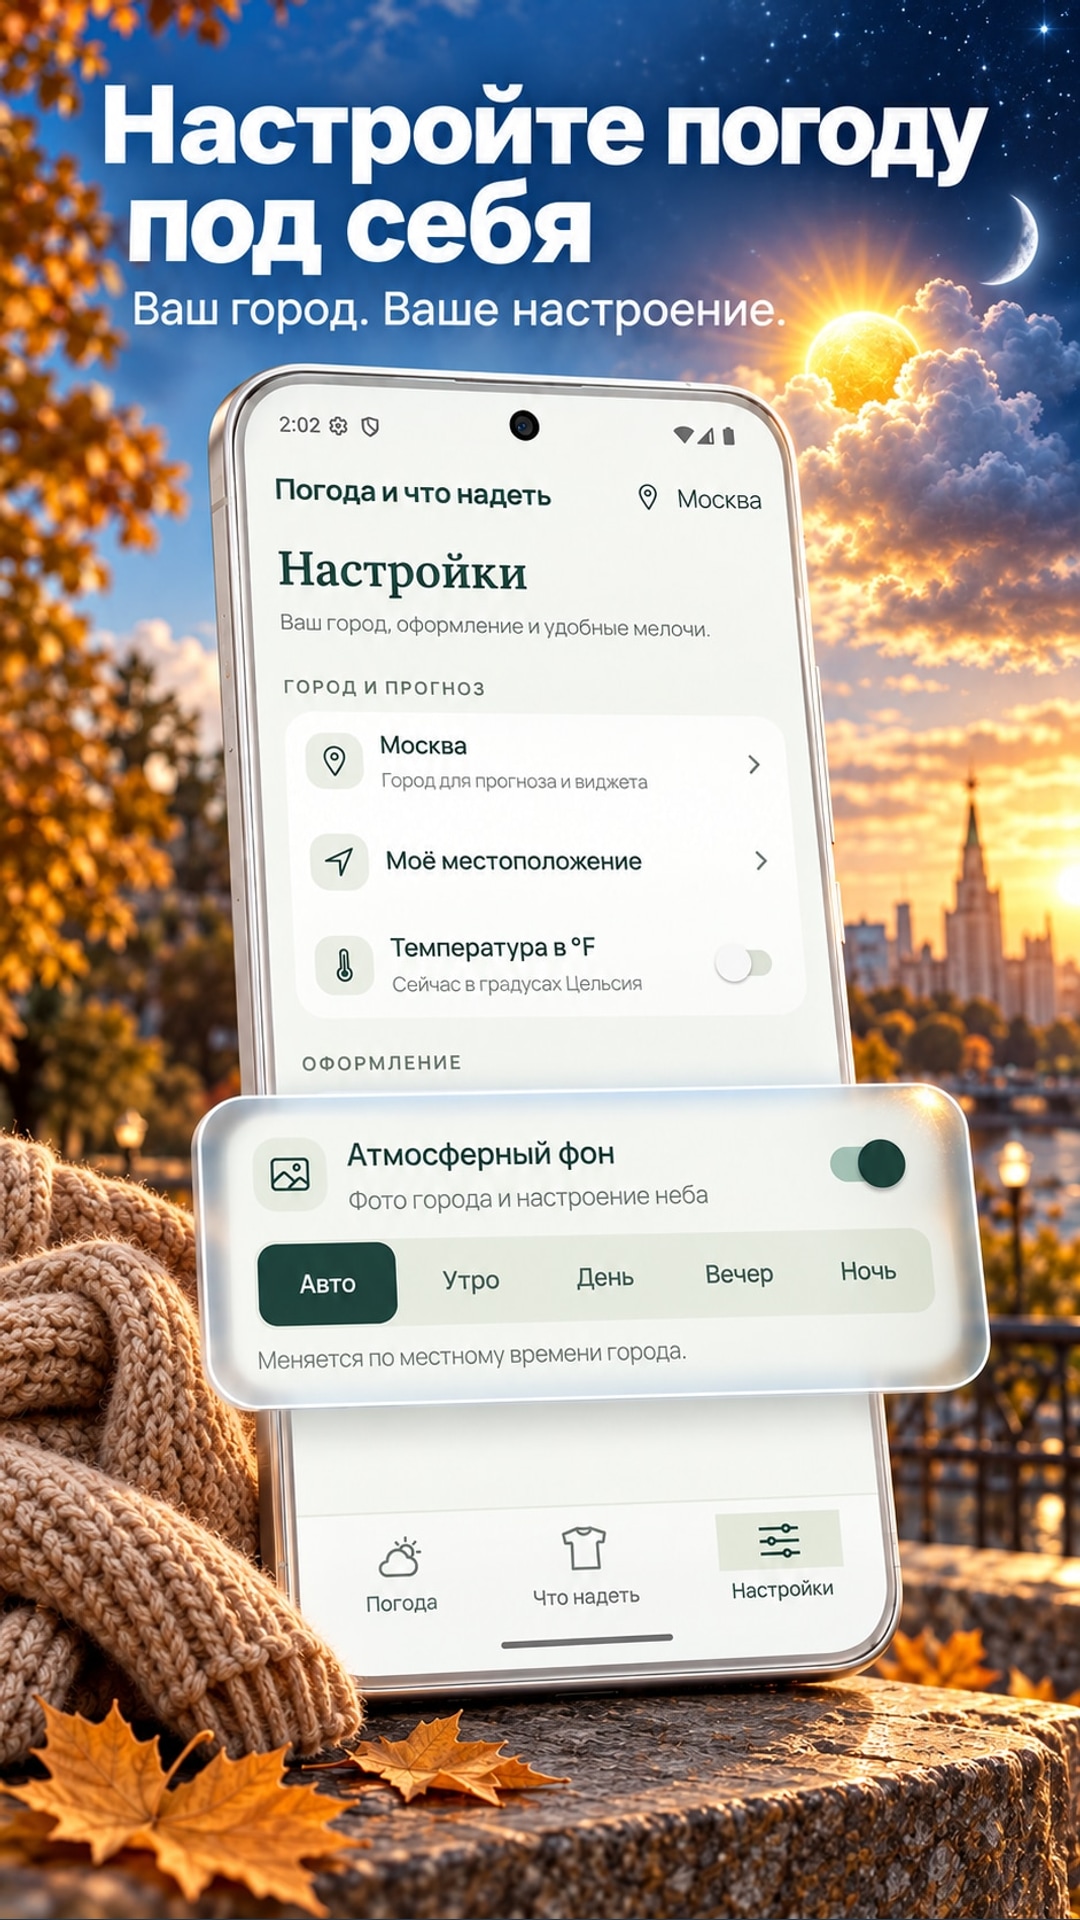 Настройте погоду
под себя
Ваш город. Ваше настроение.
2:02
Погода и что надеть
Москва
Настройки
Ваш город, оформление и удобные мелочи.
ГОРОД И ПРОГНОЗ
Москва
Город для прогноза и виджета
Моё местоположение
Температура в °F
Сейчас в градусах Цельсия
ОФОРМЛЕНИЕ
Атмосферный фон
Фото города и настроение неба
Авто Утро День Вечер Ночь
Меняется по местному времени города.
Погода Что надеть Настройки